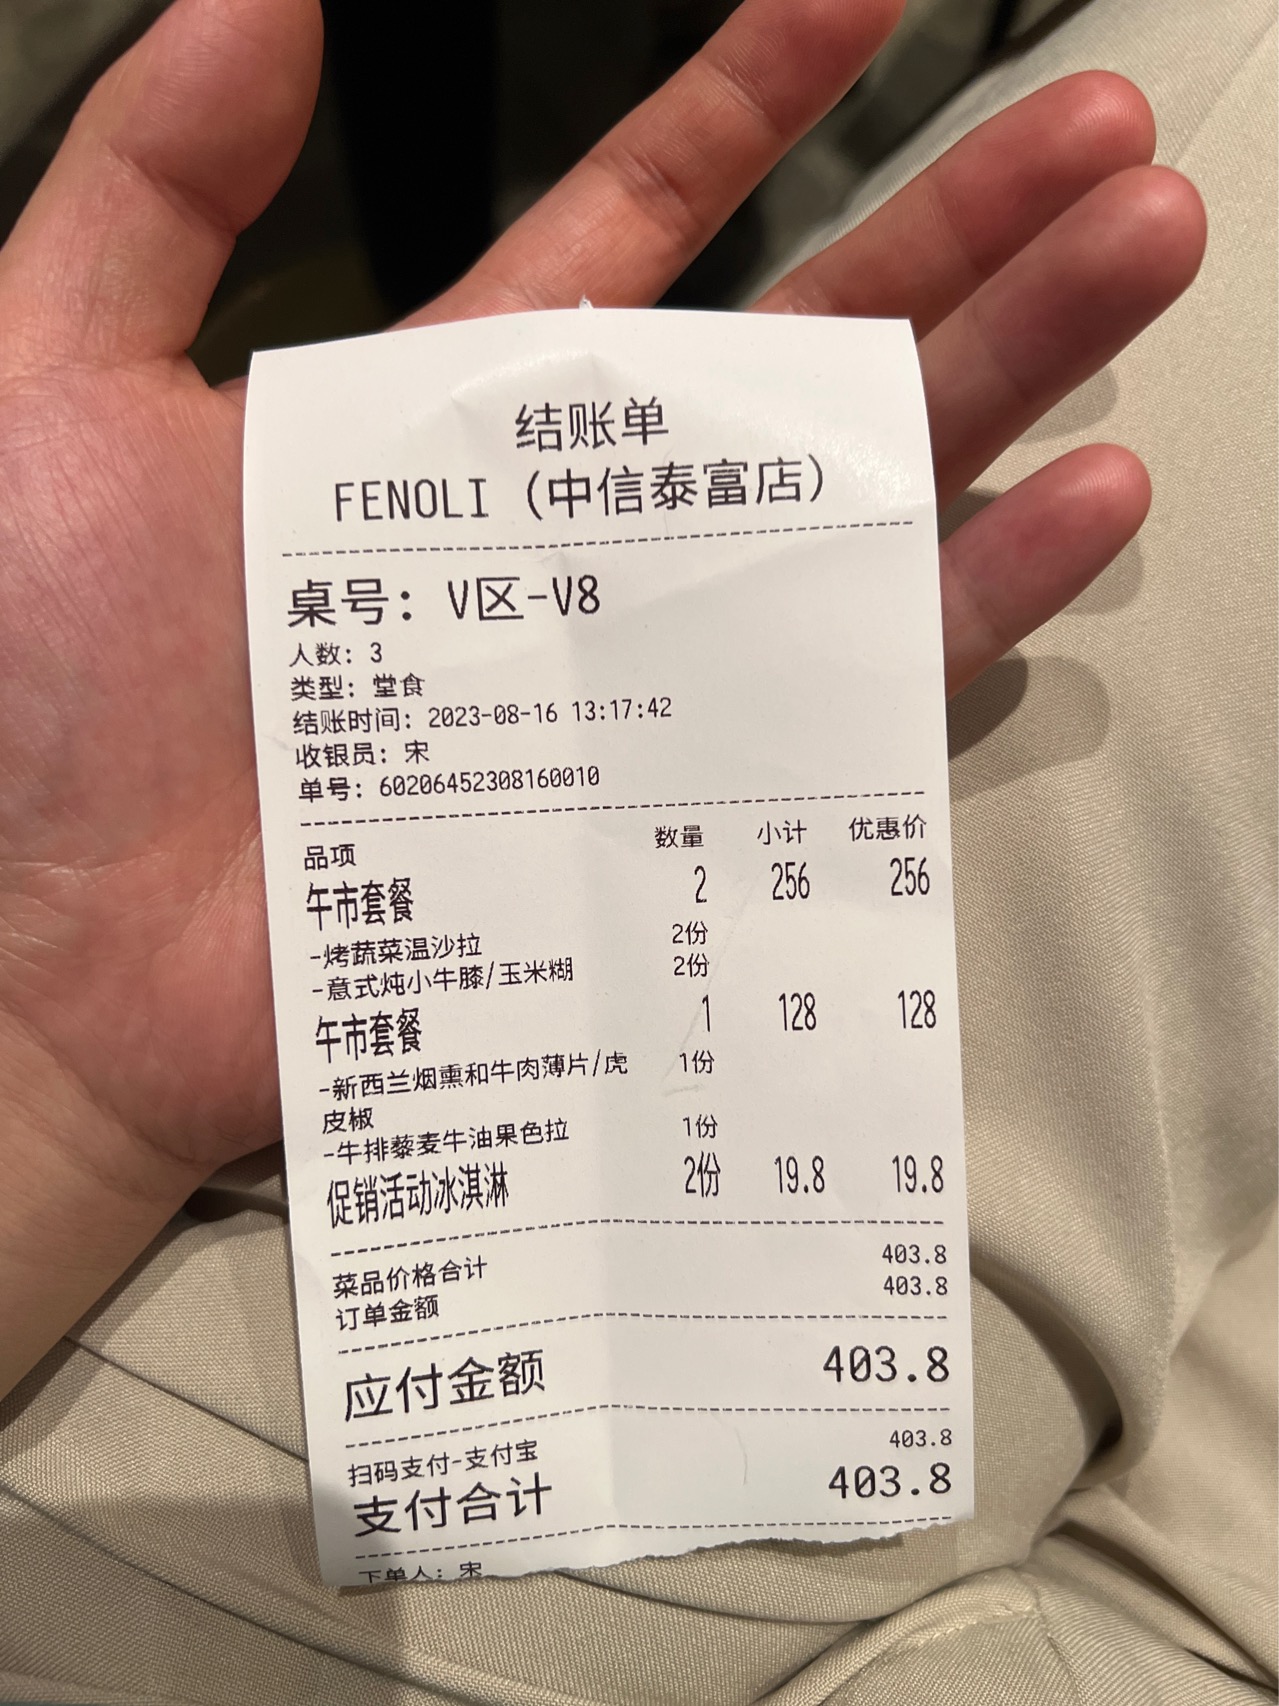 结账单
FENOLI (中信泰富店)
桌号: V区-V8
人数: 3
类型: 堂食
结账时间: 2023-08-16 13:17:42
收银员: 宋
单号: 602064523081600​10
品项 数量 小计 优惠价
午市套餐 2 256 256
-烤蔬菜温沙拉 2份
-意式炖小牛膝/玉米糊 2份
午市套餐 1 128 128
-新西兰烟熏和牛肉薄片/虎 1份
皮椒
-牛排藜麦牛油果色拉 1份
促销活动冰淇淋 2份 19.8 19.8
菜品价格合计 403.8
订单金额 403.8
应付金额 403.8
扫码支付-支付宝 403.8
支付合计 403.8
下单人: 宋